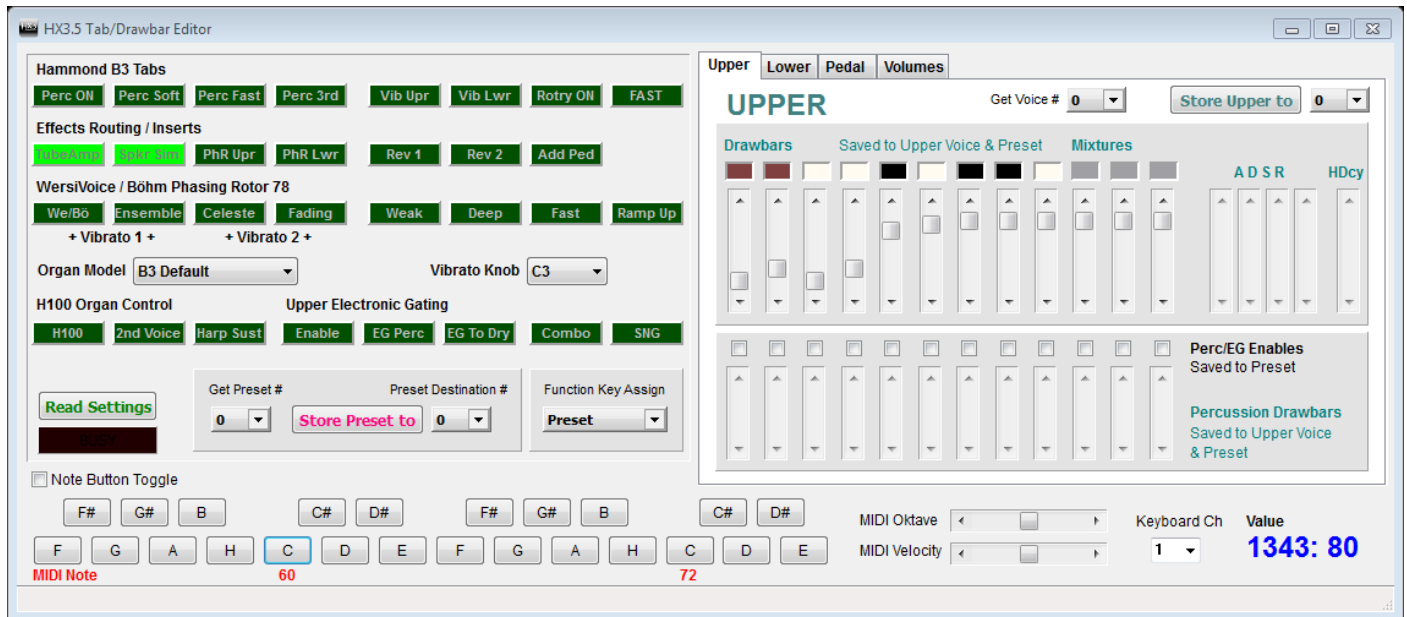 HX3.5 Tab/Drawbar Editor
Hammond B3 Tabs
Perc ON Perc Soft Perc Fast Perc 3rd Vib Upr Vib Lwr Rotry ON FAST
Effects Routing / Inserts
TubeAmp Spkr Sim PhR Upr PhR Lwr Rev 1 Rev 2 Add Ped
WersiVoice / Böhm Phasing Rotor 78
We/Bö Ensemble Celeste Fading Weak Deep Fast Ramp Up
+ Vibrato 1 + + Vibrato 2 +
Organ Model B3 Default Vibrato Knob C3
H100 Organ Control Upper Electronic Gating
H100 2nd Voice Harp Sust Enable EG Perc EG To Dry Combo SNG
Get Preset # Preset Destination # Function Key Assign
Read Settings 0 Store Preset to 0 Preset
BUSY
Upper Lower Pedal Volumes
UPPER Get Voice # 0 Store Upper to 0
Drawbars Saved to Upper Voice & Preset Mixtures
A D S R HDcy
Perc/EG Enables
Saved to Preset
Percussion Drawbars
Saved to Upper Voice
& Preset
Note Button Toggle
F# G# B C# D# F# G# B C# D#
F G A H C D E F G A H C D E
MIDI Note 60 72
MIDI Oktave Keyboard Ch Value
MIDI Velocity 1 1343: 80